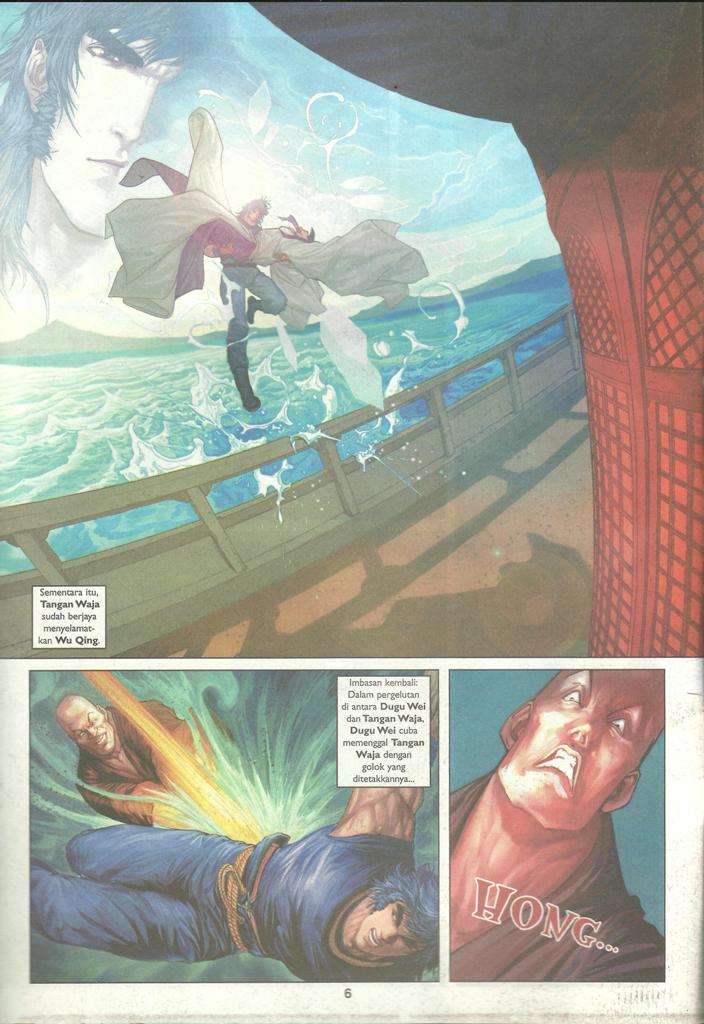 Sementara itu,
Tangan Waja
sudah berjaya
menyelamat-
kan Wu Qing.
Imbasan kembali:
Dalam pergelutan
di antara Dugu Wei
dan Tangan Waja,
Dugu Wei cuba
memenggal Tangan
Waja dengan
golok yang
ditetakkannya...
HONG...
6